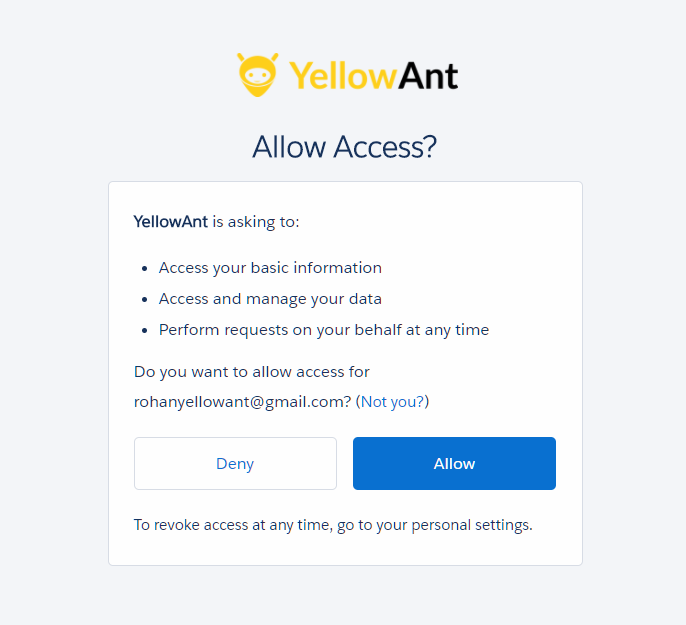 YellowAnt
Allow Access?
YellowAnt is asking to:
• Access your basic information
• Access and manage your data
• Perform requests on your behalf at any time
Do you want to allow access for
rohanyellowant@gmail.com? (Not you?)
Deny
Allow
To revoke access at any time, go to your personal settings.